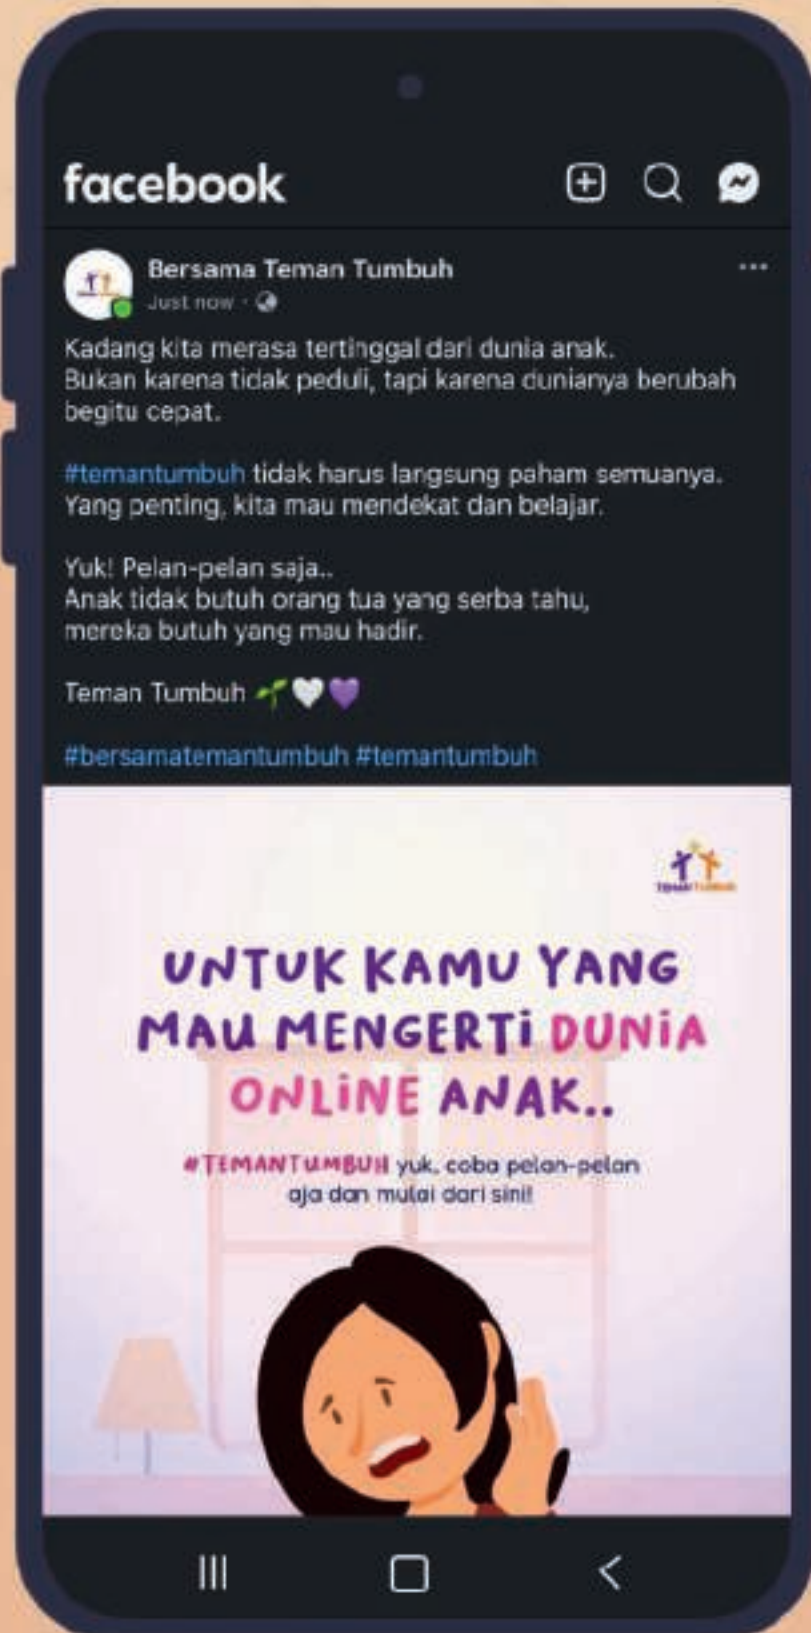 facebook
Bersama Teman Tumbuh
Just now
Kadang kita merasa tertinggal dari dunia anak.
Bukan karena tidak peduli, tapi karena dunianya berubah
begitu cepat.
#temantumbuh tidak harus langsung paham semuanya.
Yang penting, kita mau mendekat dan belajar.
Yuk! Pelan-pelan saja..
Anak tidak butuh orang tua yang serba tahu,
mereka butuh yang mau hadir.
Teman Tumbuh 🌱🤍💜
#bersamatemantumbuh #temantumbuh
TEMAN TUMBUH
UNTUK KAMU YANG
MAU MENGERTi DUNiA
ONLiNE ANAK..
#TEMANTUMBUH yuk, coba pelan-pelan
aja dan mulai dari sini!